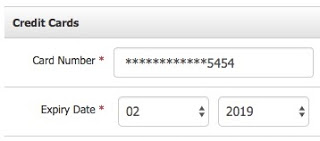 Credit Cards
Card Number * ************5454
Expiry Date * 02 2019